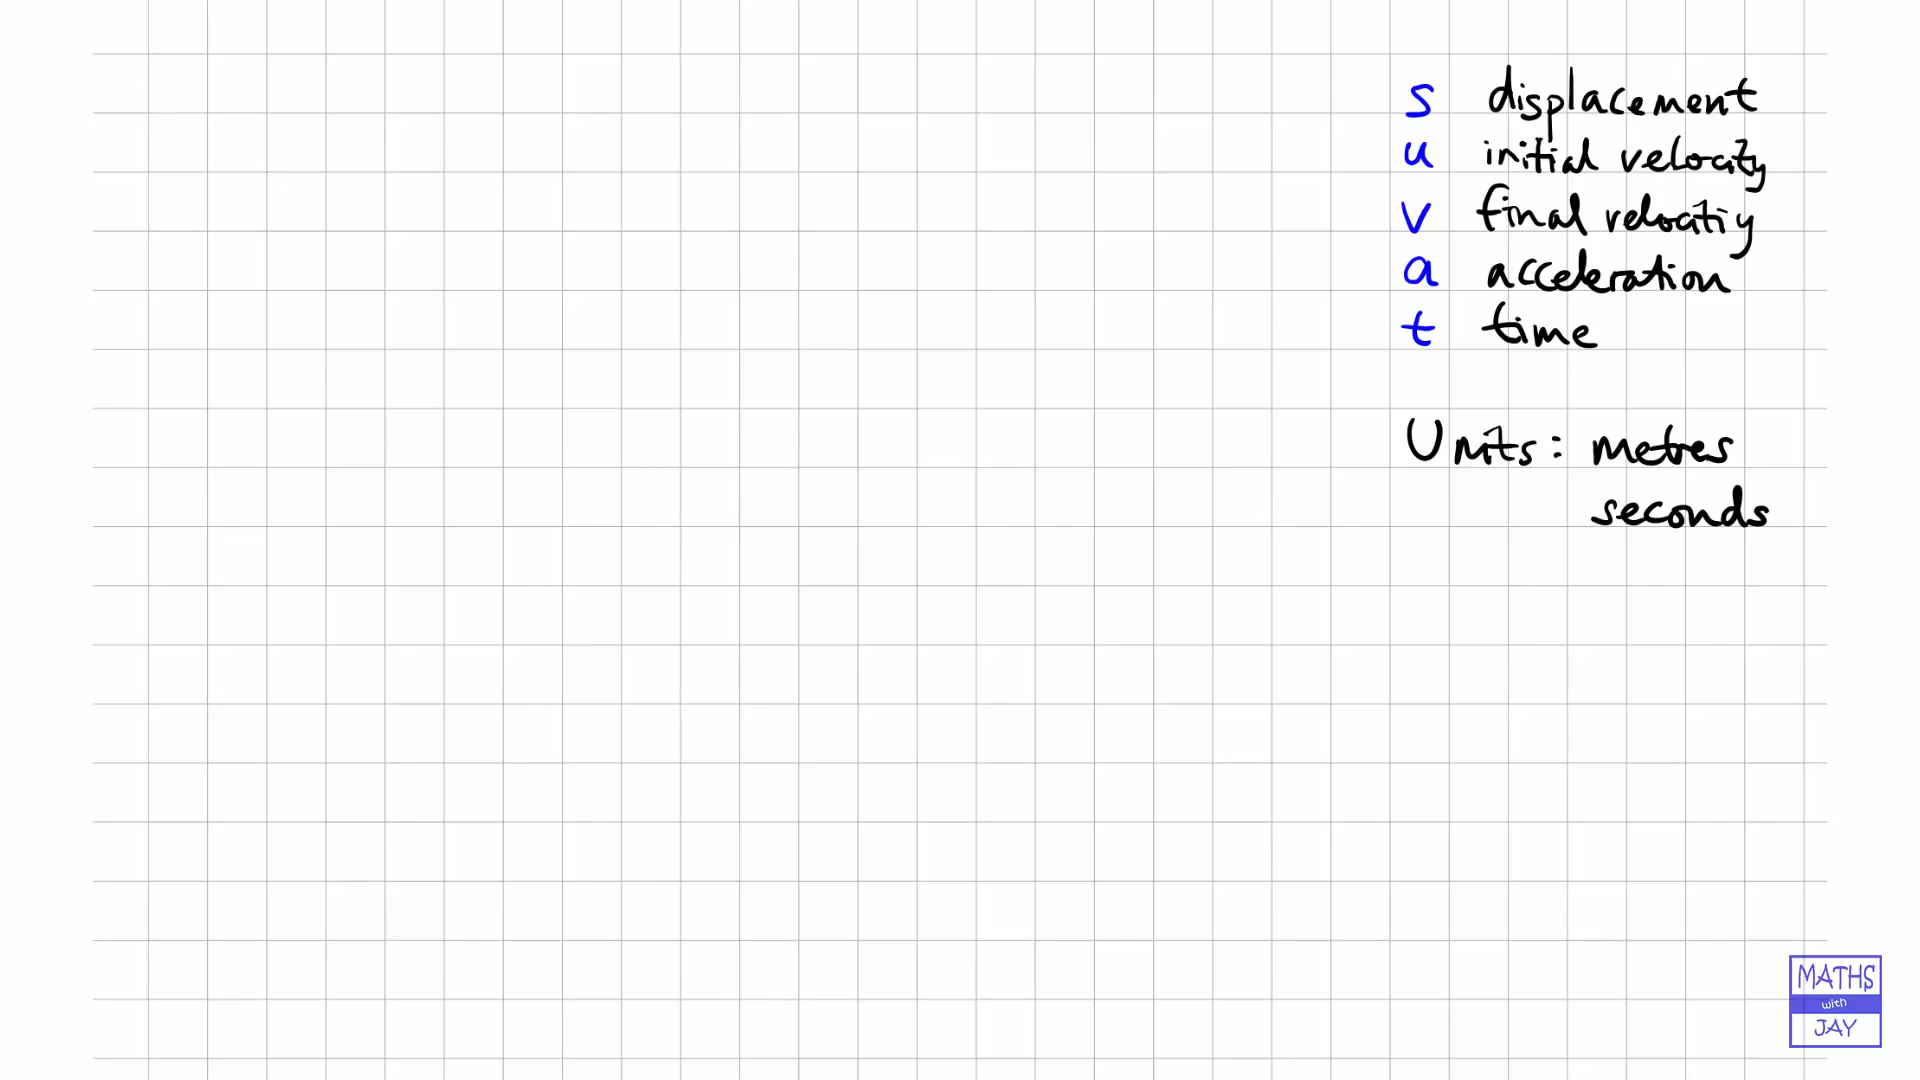 s displacement
u initial velocity
v final velocity
a acceleration
t time
Units: metres
seconds
MATHS
with
JAY